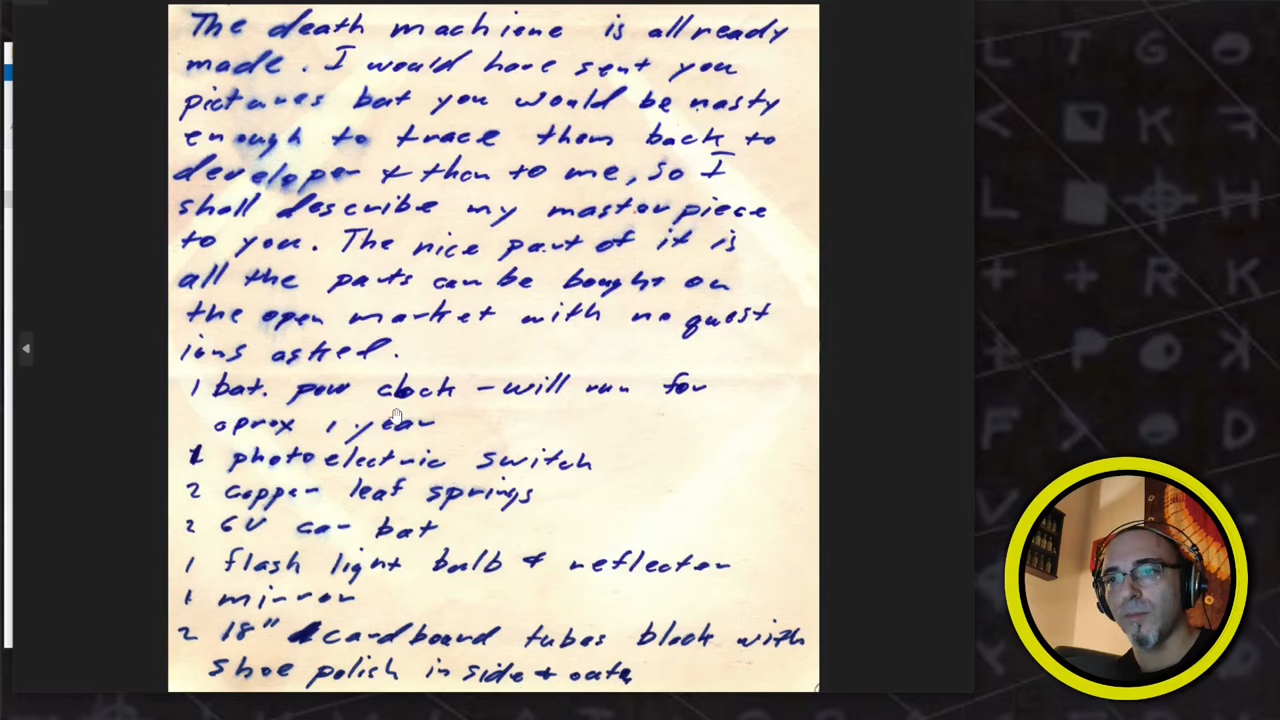 The death machiene is all ready
made. I would have sent you
pictures but you would be nasty
enough to trace them back to
developer & then to me, so I
shall describe my masterpiece
to you. The nice part of it is
all the parts can be bought on
the open market with no quest
ions asked.
1 bat. pow clock – will run for
aprox 1 year
1 photoelectric switch
2 copper leaf springs
2 6V car bat
1 flash light bulb & reflector
1 mirror
2 18" cardboard tubes black with
shoe polish in side & oute
L T G
K
L H
+ + R K
P
F D